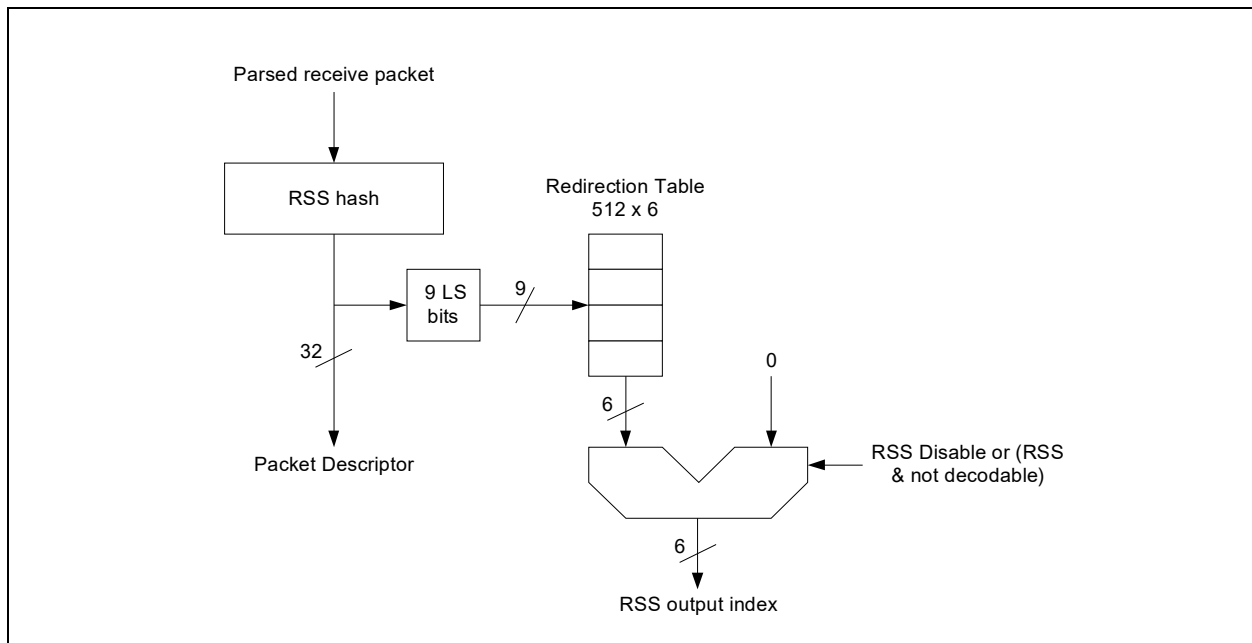 Parsed receive packet
RSS hash
Redirection Table
512 x 6
9 LS
bits
9
32
0
6
Packet Descriptor
RSS Disable or (RSS
& not decodable)
6
RSS output index